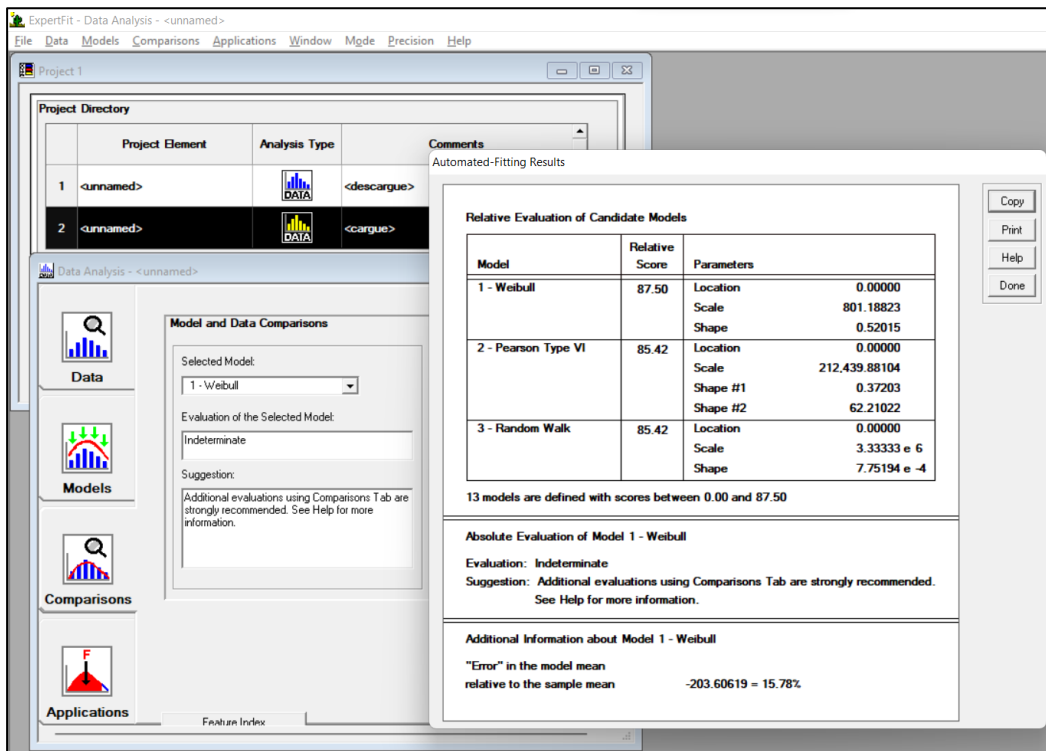 ExpertFit - Data Analysis - <unnamed>
File Data Models Comparisons Applications Window Mode Precision Help
Project 1
Project Directory
Project Element Analysis Type Comments
1 <unnamed> DATA <descargue>
2 <unnamed> DATA <cargue>
Data Analysis - <unnamed>
Data
Models
Comparisons
F
Applications
Model and Data Comparisons
Selected Model:
1 - Weibull
Evaluation of the Selected Model:
Indeterminate
Suggestion:
Additional evaluations using Comparisons Tab are
strongly recommended. See Help for more
information.
Feature Index
Automated-Fitting Results
Relative Evaluation of Candidate Models
Model Relative Score Parameters
1 - Weibull 87.50 Location 0.00000
Scale 801.18823
Shape 0.52015
2 - Pearson Type VI 85.42 Location 0.00000
Scale 212,439.88104
Shape #1 0.37203
Shape #2 62.21022
3 - Random Walk 85.42 Location 0.00000
Scale 3.33333 e 6
Shape 7.75194 e -4
13 models are defined with scores between 0.00 and 87.50
Absolute Evaluation of Model 1 - Weibull
Evaluation: Indeterminate
Suggestion: Additional evaluations using Comparisons Tab are strongly recommended.
See Help for more information.
Additional Information about Model 1 - Weibull
"Error" in the model mean
relative to the sample mean -203.60619 = 15.78%
Copy
Print
Help
Done